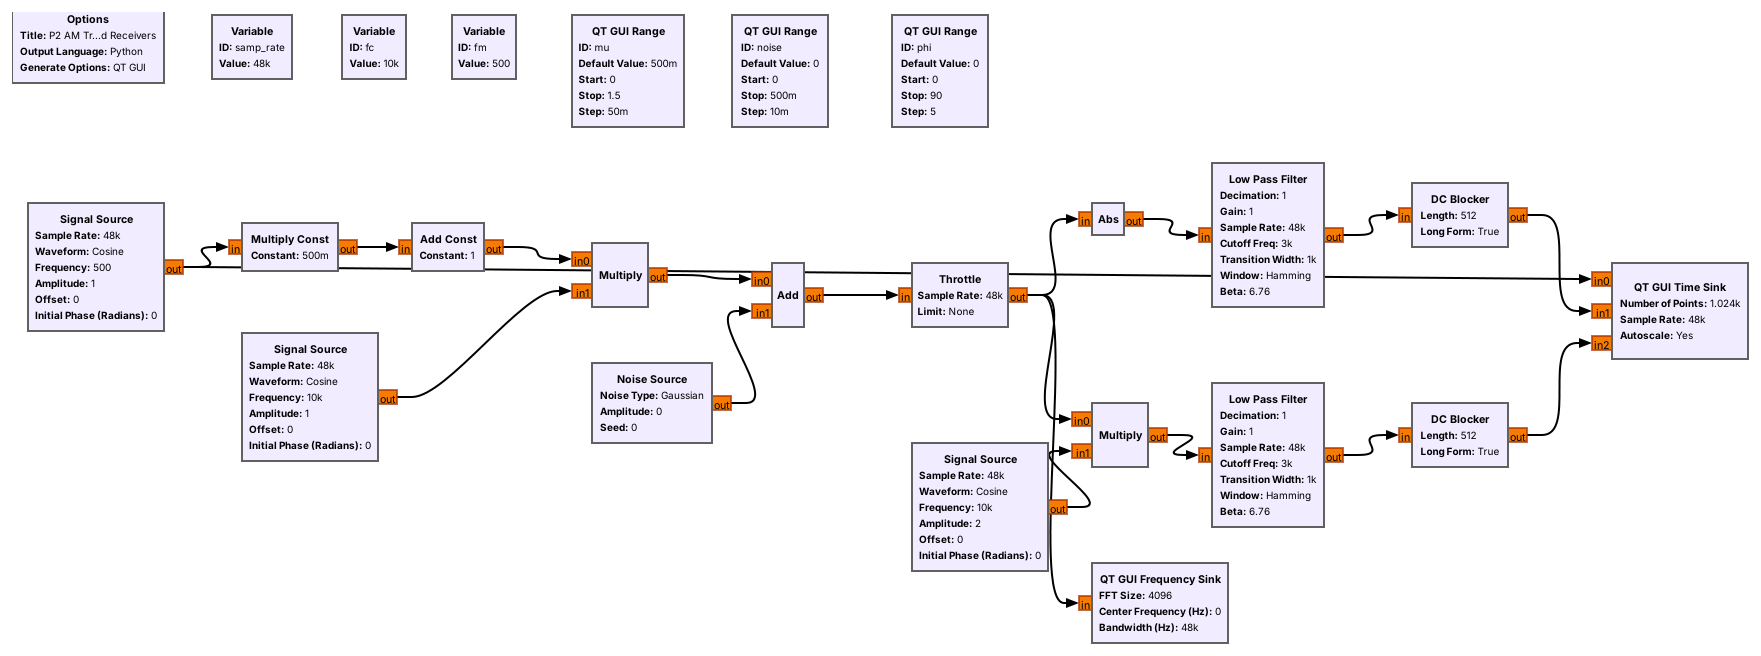 Options
Title: P2 AM Tr...d Receivers
Output Language: Python
Generate Options: QT GUI
Variable
ID: samp_rate
Value: 48k
Variable
ID: fc
Value: 10k
Variable
ID: fm
Value: 500
QT GUI Range
ID: mu
Default Value: 500m
Start: 0
Stop: 1.5
Step: 50m
QT GUI Range
ID: noise
Default Value: 0
Start: 0
Stop: 500m
Step: 10m
QT GUI Range
ID: phi
Default Value: 0
Start: 0
Stop: 90
Step: 5
Signal Source
Sample Rate: 48k
Waveform: Cosine
Frequency: 500
Amplitude: 1
Offset: 0
Initial Phase (Radians): 0
out
in
Multiply Const
Constant: 500m
out
in
Add Const
Constant: 1
out
Signal Source
Sample Rate: 48k
Waveform: Cosine
Frequency: 10k
Amplitude: 1
Offset: 0
Initial Phase (Radians): 0
out
in0
in1
Multiply
out
Noise Source
Noise Type: Gaussian
Amplitude: 0
Seed: 0
out
in0
in1
Add
out
in
Throttle
Sample Rate: 48k
Limit: None
out
in
Abs
out
in
Low Pass Filter
Decimation: 1
Gain: 1
Sample Rate: 48k
Cutoff Freq: 3k
Transition Width: 1k
Window: Hamming
Beta: 6.76
out
in
DC Blocker
Length: 512
Long Form: True
out
Signal Source
Sample Rate: 48k
Waveform: Cosine
Frequency: 10k
Amplitude: 2
Offset: 0
Initial Phase (Radians): 0
out
in0
in1
Multiply
out
in
Low Pass Filter
Decimation: 1
Gain: 1
Sample Rate: 48k
Cutoff Freq: 3k
Transition Width: 1k
Window: Hamming
Beta: 6.76
out
in
DC Blocker
Length: 512
Long Form: True
out
in0
in1
in2
QT GUI Time Sink
Number of Points: 1.024k
Sample Rate: 48k
Autoscale: Yes
in
QT GUI Frequency Sink
FFT Size: 4096
Center Frequency (Hz): 0
Bandwidth (Hz): 48k